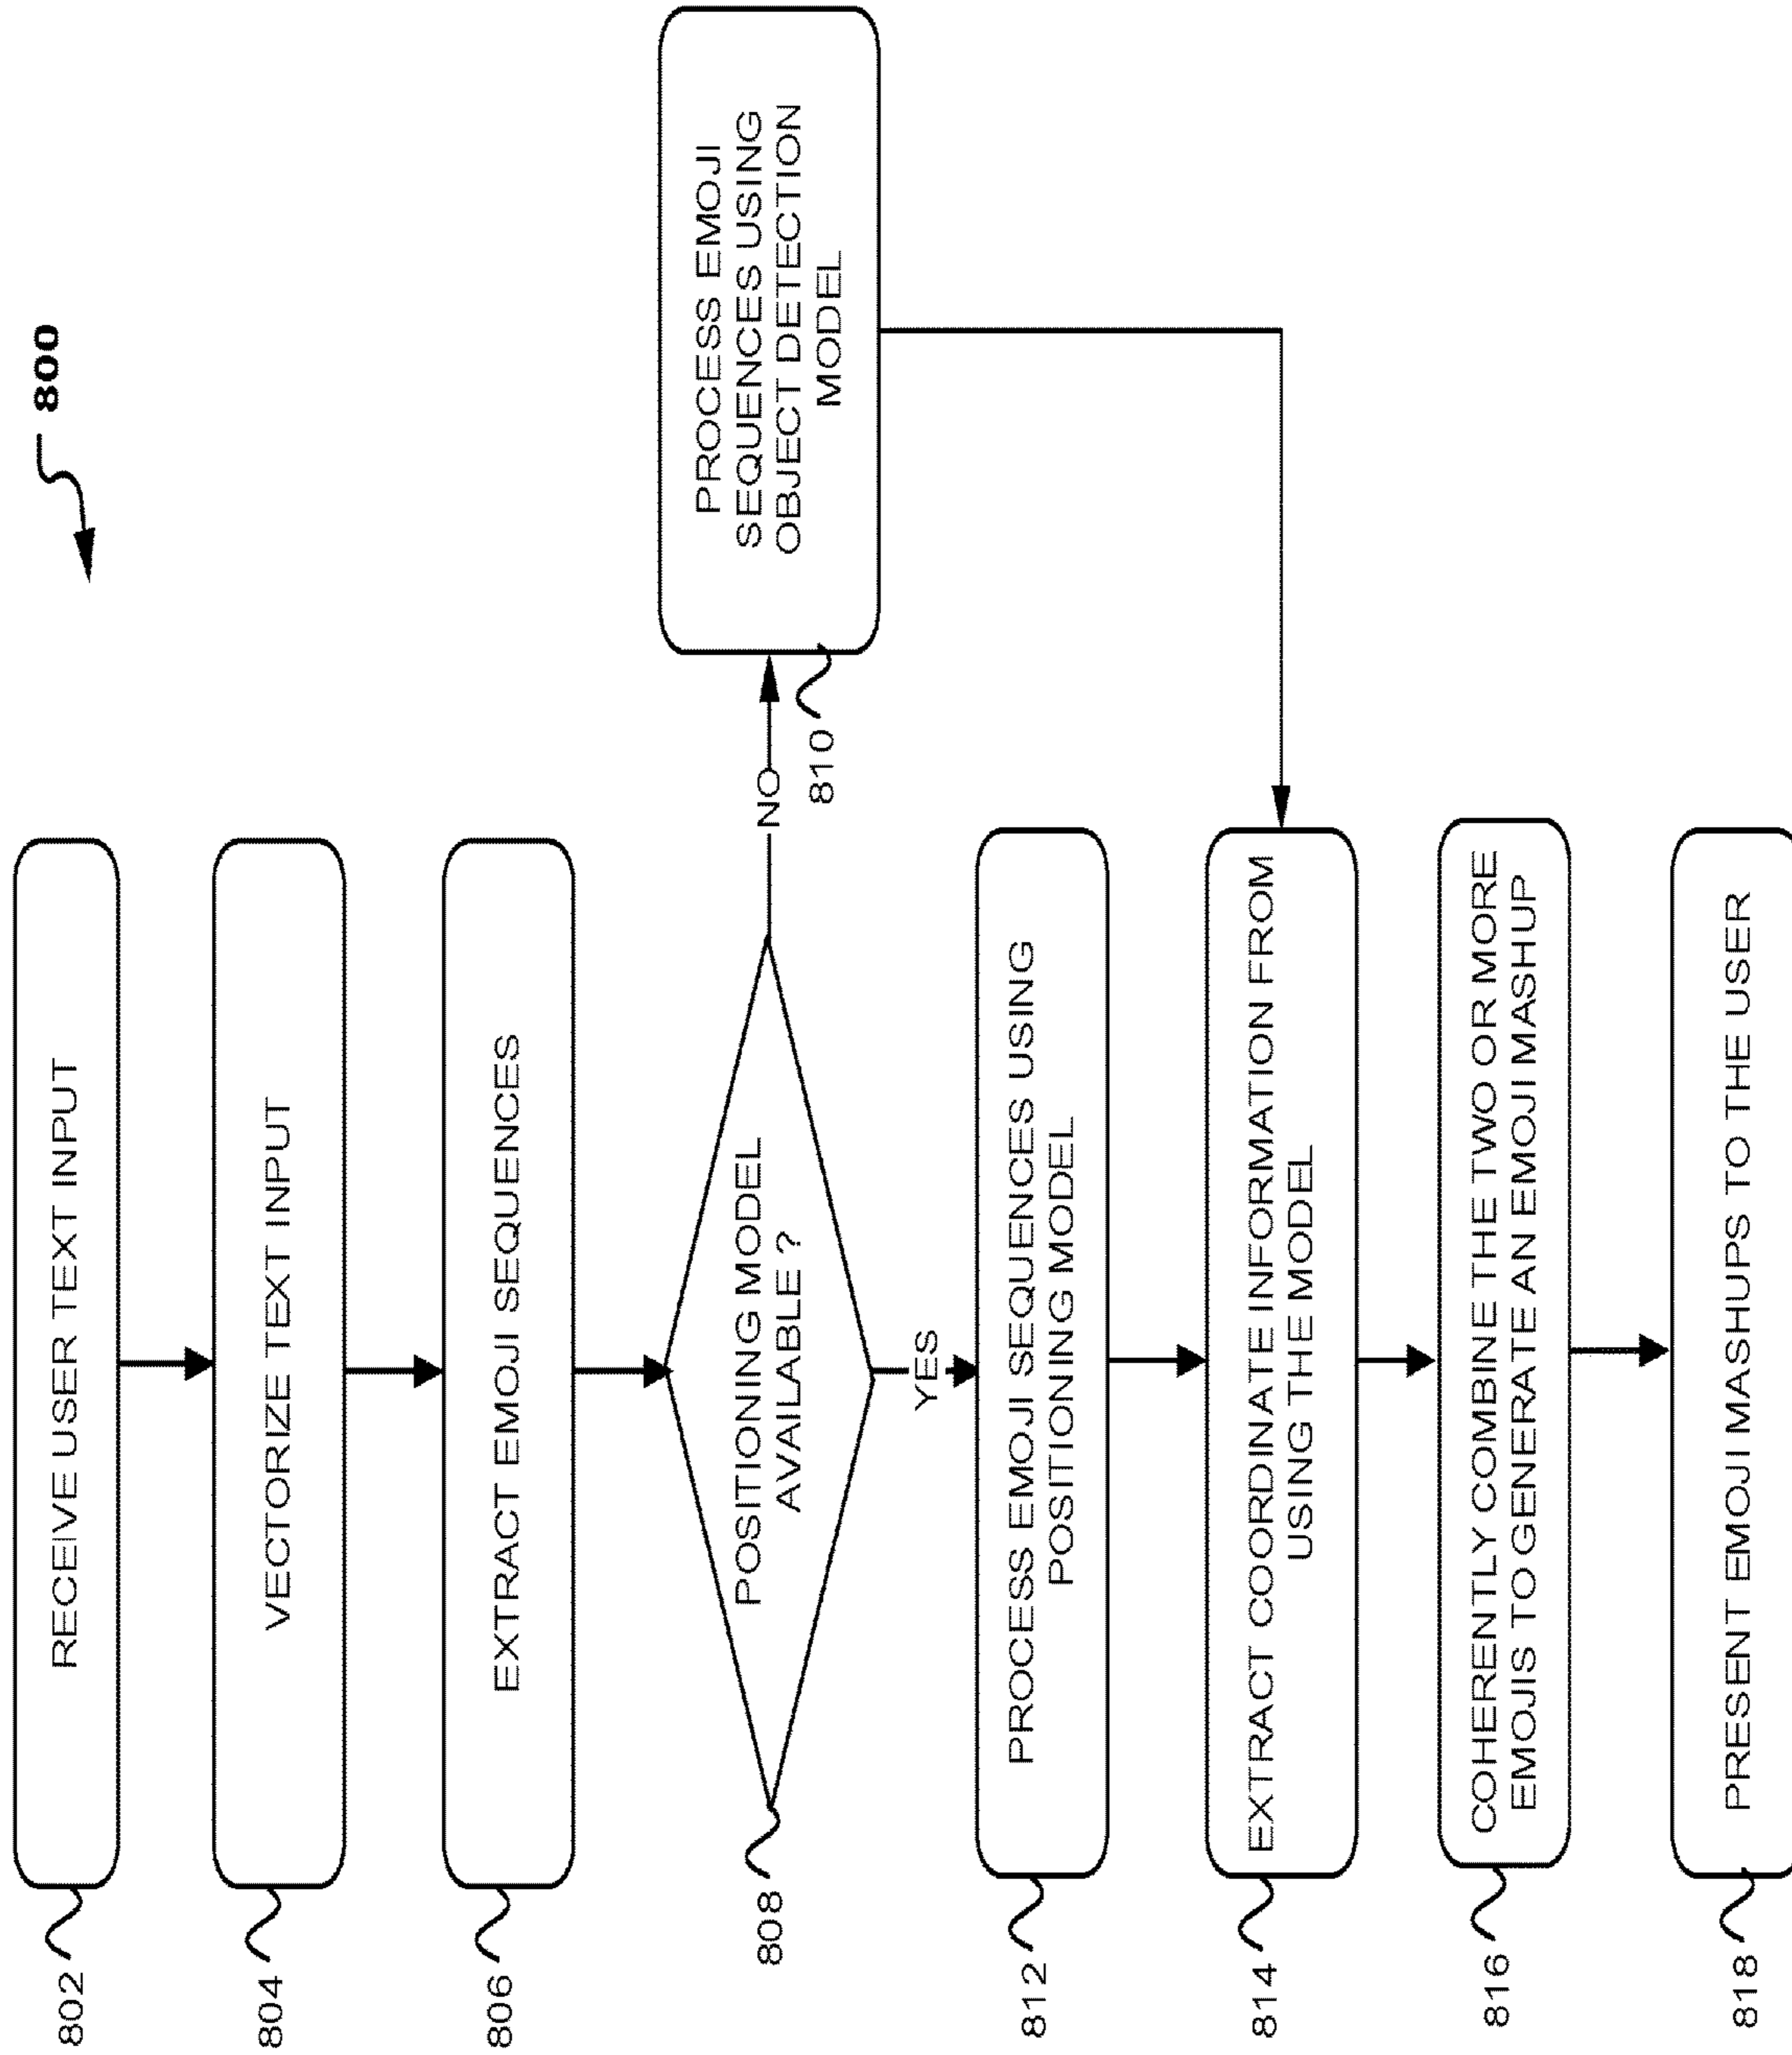 800
802
RECEIVE USER TEXT INPUT
804
VECTORIZE TEXT INPUT
806
EXTRACT EMOJI SEQUENCES
808
POSITIONING MODEL
AVAILABLE ?
NO
810
PROCESS EMOJI
SEQUENCES USING
OBJECT DETECTION
MODEL
YES
812
PROCESS EMOJI SEQUENCES USING
POSITIONING MODEL
814
EXTRACT COORDINATE INFORMATION FROM
USING THE MODEL
816
COHERENTLY COMBINE THE TWO OR MORE
EMOJIS TO GENERATE AN EMOJI MASHUP
818
PRESENT EMOJI MASHUPS TO THE USER